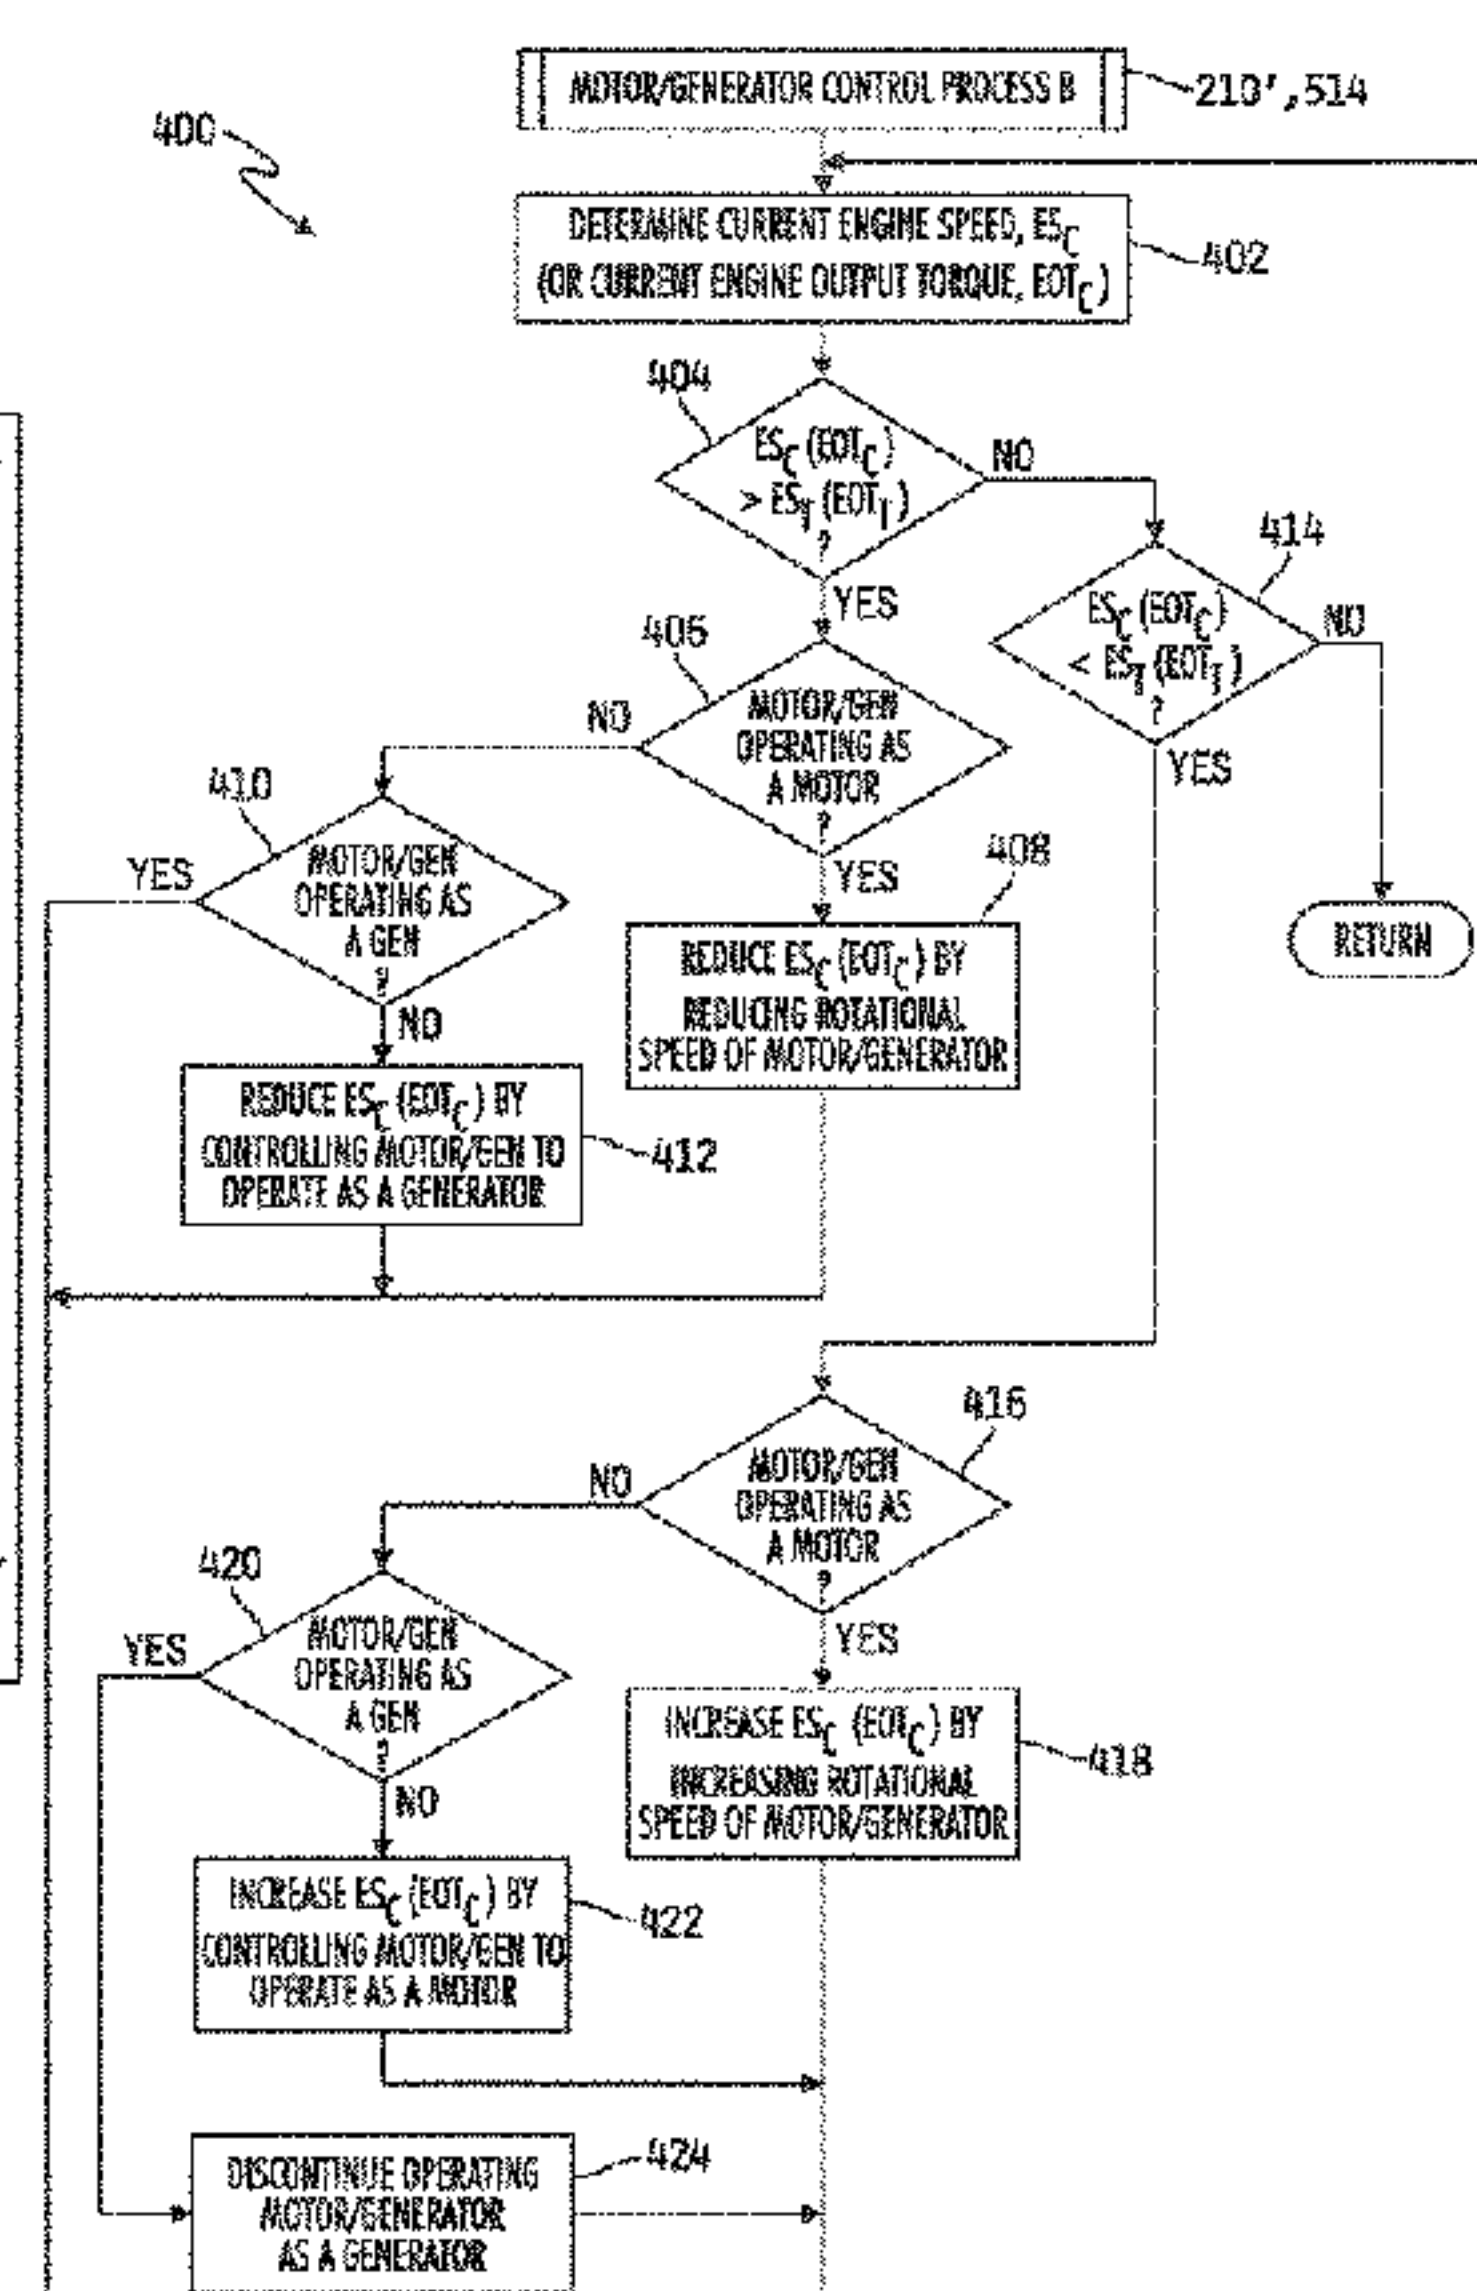 MOTOR/GENERATOR CONTROL PROCESS B
210', 514
400
DETERMINE CURRENT ENGINE SPEED, ESC
(OR CURRENT ENGINE OUTPUT TORQUE, EOTC)
402
404
ESC (EOTC)
> EST (EOTT)
?
NO
YES
414
ESC (EOTC)
< EST (EOTT)
?
NO
YES
RETURN
406
MOTOR/GEN
OPERATING AS
A MOTOR
?
NO
YES
410
MOTOR/GEN
OPERATING AS
A GEN
?
YES
NO
408
REDUCE ESC (EOTC) BY
REDUCING ROTATIONAL
SPEED OF MOTOR/GENERATOR
REDUCE ESC (EOTC) BY
CONTROLLING MOTOR/GEN TO
OPERATE AS A GENERATOR
412
416
MOTOR/GEN
OPERATING AS
A MOTOR
?
NO
YES
420
MOTOR/GEN
OPERATING AS
A GEN
?
YES
NO
INCREASE ESC (EOTC) BY
INCREASING ROTATIONAL
SPEED OF MOTOR/GENERATOR
418
INCREASE ESC (EOTC) BY
CONTROLLING MOTOR/GEN TO
OPERATE AS A MOTOR
422
DISCONTINUE OPERATING
MOTOR/GENERATOR
AS A GENERATOR
424